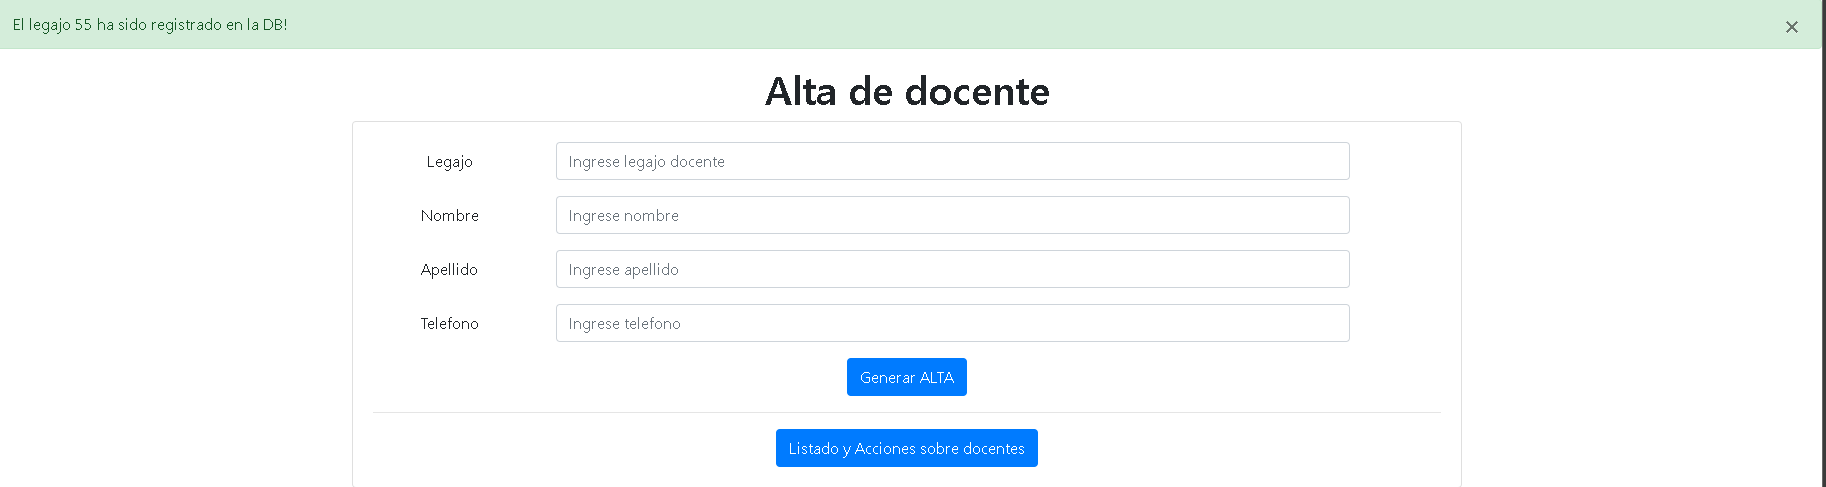 El legajo 55 ha sido registrado en la DB!
×
Alta de docente
Legajo
Ingrese legajo docente
Nombre
Ingrese nombre
Apellido
Ingrese apellido
Telefono
Ingrese telefono
Generar ALTA
Listado y Acciones sobre docentes